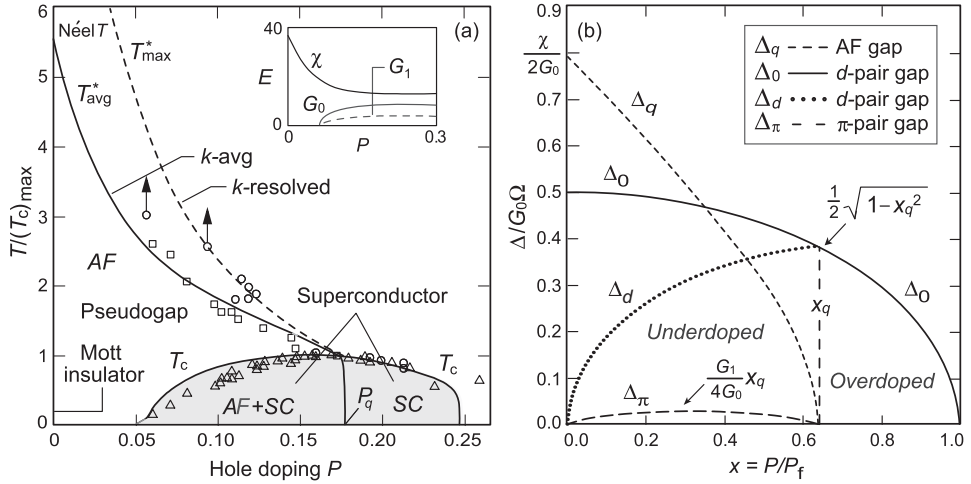 (a)
Néel T
T*max
T*avg
k-avg
k-resolved
AF
Pseudogap
Superconductor
Mott
insulator
Tc
Tc
AF+SC
Pq
SC
T/(Tc)max
6
5
4
3
2
1
0
0
0.05
0.10
0.15
0.20
0.25
Hole doping P
40
E
0
χ
G1
G0
0
P
0.3
(b)
χ
2G0
Δq AF gap
Δ0 d-pair gap
Δd d-pair gap
Δπ π-pair gap
Δq
Δ0
1/2 √1–xq²
Δd
xq
Δ0
Underdoped
G1/4G0 xq
Δπ
Overdoped
Δ/G0Ω
0.9
0.7
0.6
0.5
0.4
0.3
0.2
0.1
0.0
0.0
0.2
0.4
0.6
0.8
1.0
x = P/Pf